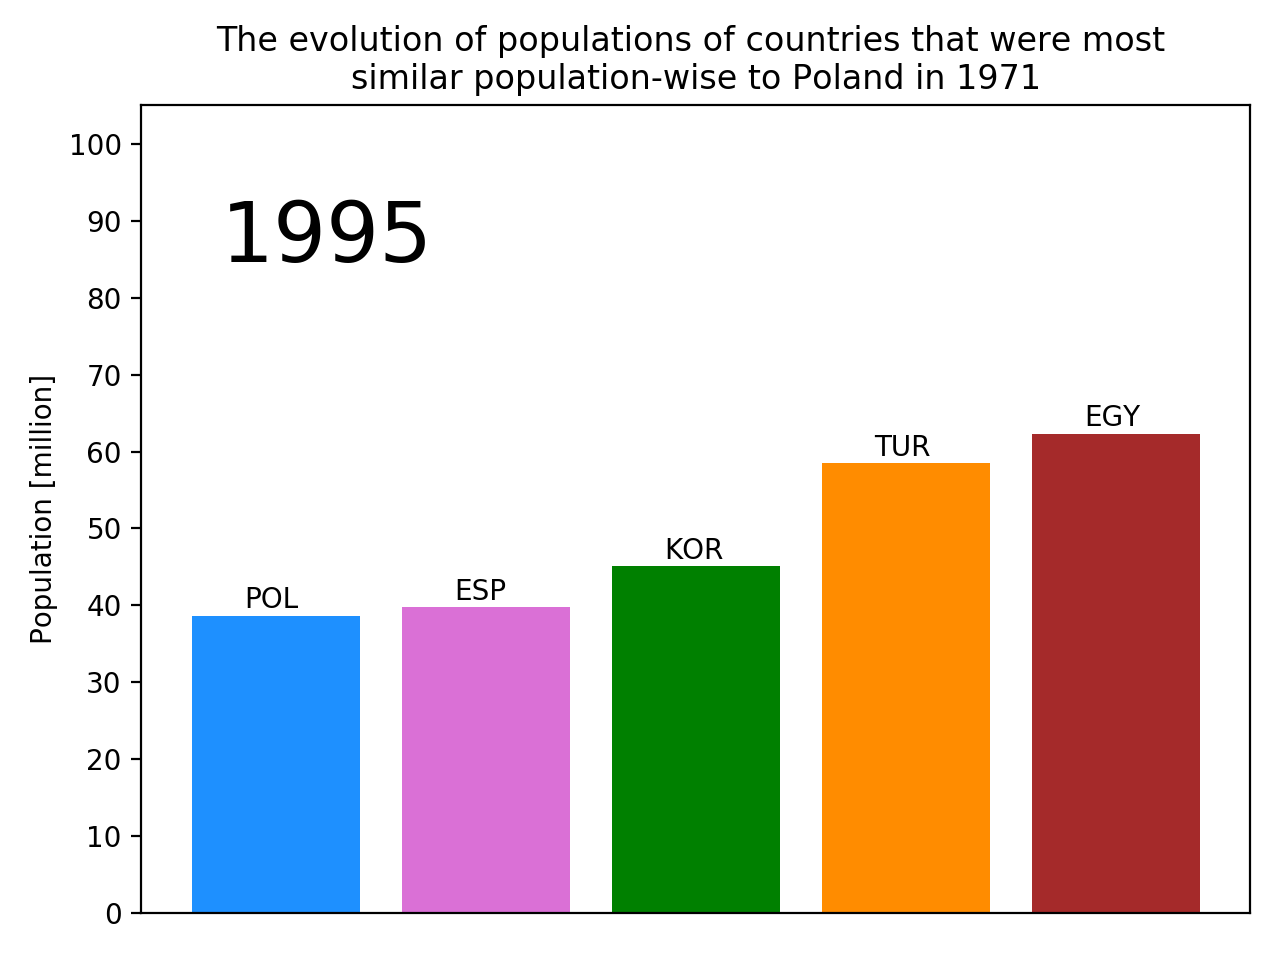 The evolution of populations of countries that were most
similar population-wise to Poland in 1971
100
90
80
70
60
50
40
30
20
10
0
Population [million]
1995
POL
ESP
KOR
TUR
EGY